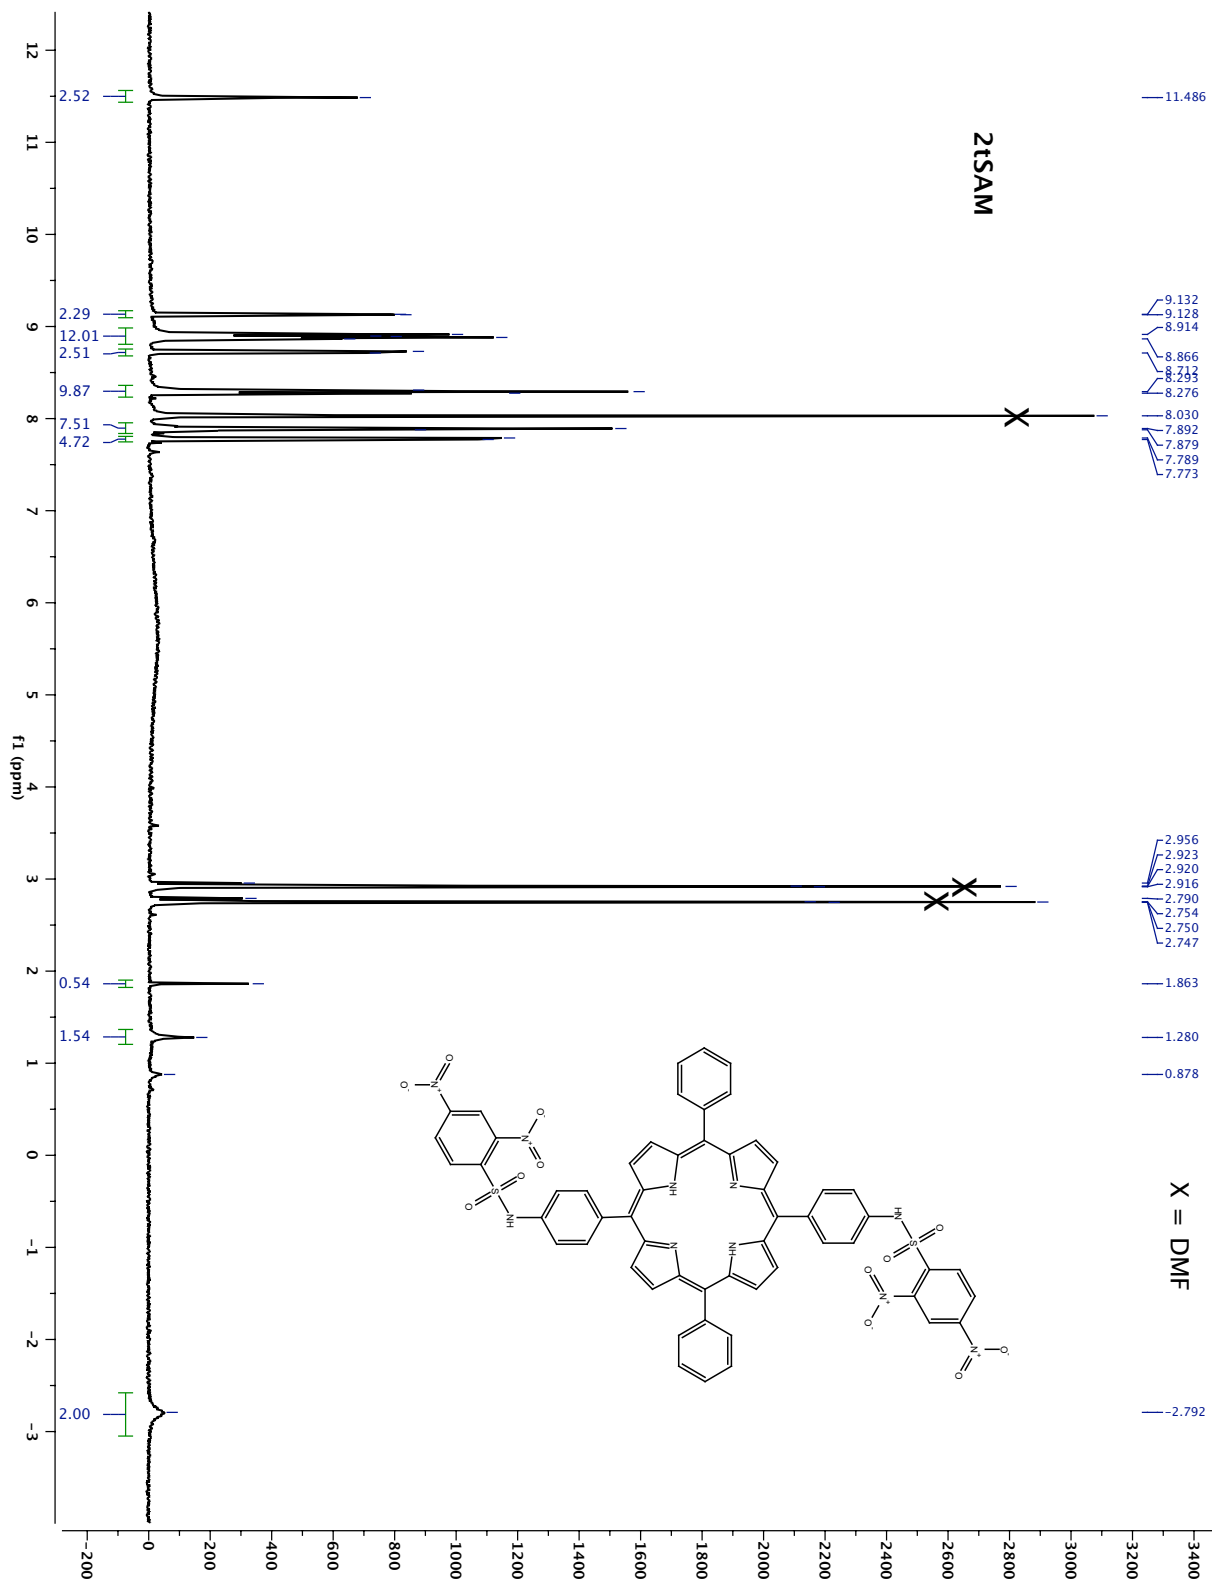 2tSAM
X = DMF
11.486
9.132
9.128
8.914
8.866
8.712
8.293
8.276
8.030
7.892
7.879
7.789
7.773
2.956
2.923
2.920
2.916
2.790
2.754
2.750
2.747
1.863
1.280
0.878
-2.792
3400
3200
3000
2800
2600
2400
2200
2000
1800
1600
1400
1200
1000
800
600
400
200
0
-200
X
X
X
O
O
N+
O-
O-
N+
O
O
S
O
NH
NH
N
N
HN
HN
O
S
O
O
N+
O-
O-
N+
O
2.52
2.29
12.01
2.51
9.87
7.51
4.72
0.54
1.54
2.00
12
11
10
9
8
7
6
5
4
3
2
1
0
-1
-2
-3
f1 (ppm)